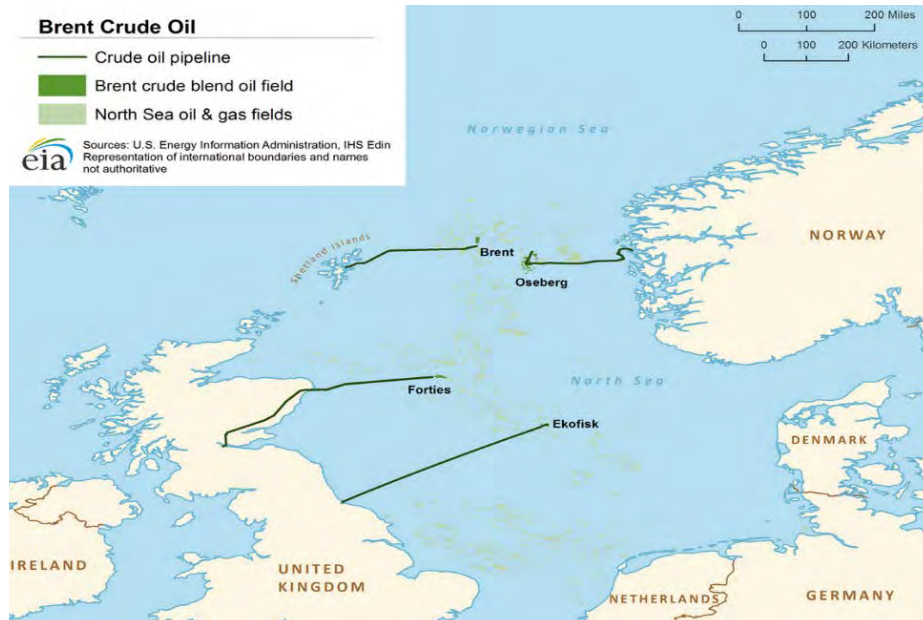 Brent Crude Oil
Crude oil pipeline
Brent crude blend oil field
North Sea oil & gas fields
eia
Sources: U.S. Energy Information Administration, IHS Edin
Representation of international boundaries and names
not authoritative
0 100 200 Miles
0 100 200 Kilometers
Norwegian Sea
NORWAY
Shetland Islands
Brent
Oseberg
North Sea
Forties
Ekofisk
DENMARK
UNITED
KINGDOM
IRELAND
NETHERLANDS
GERMANY